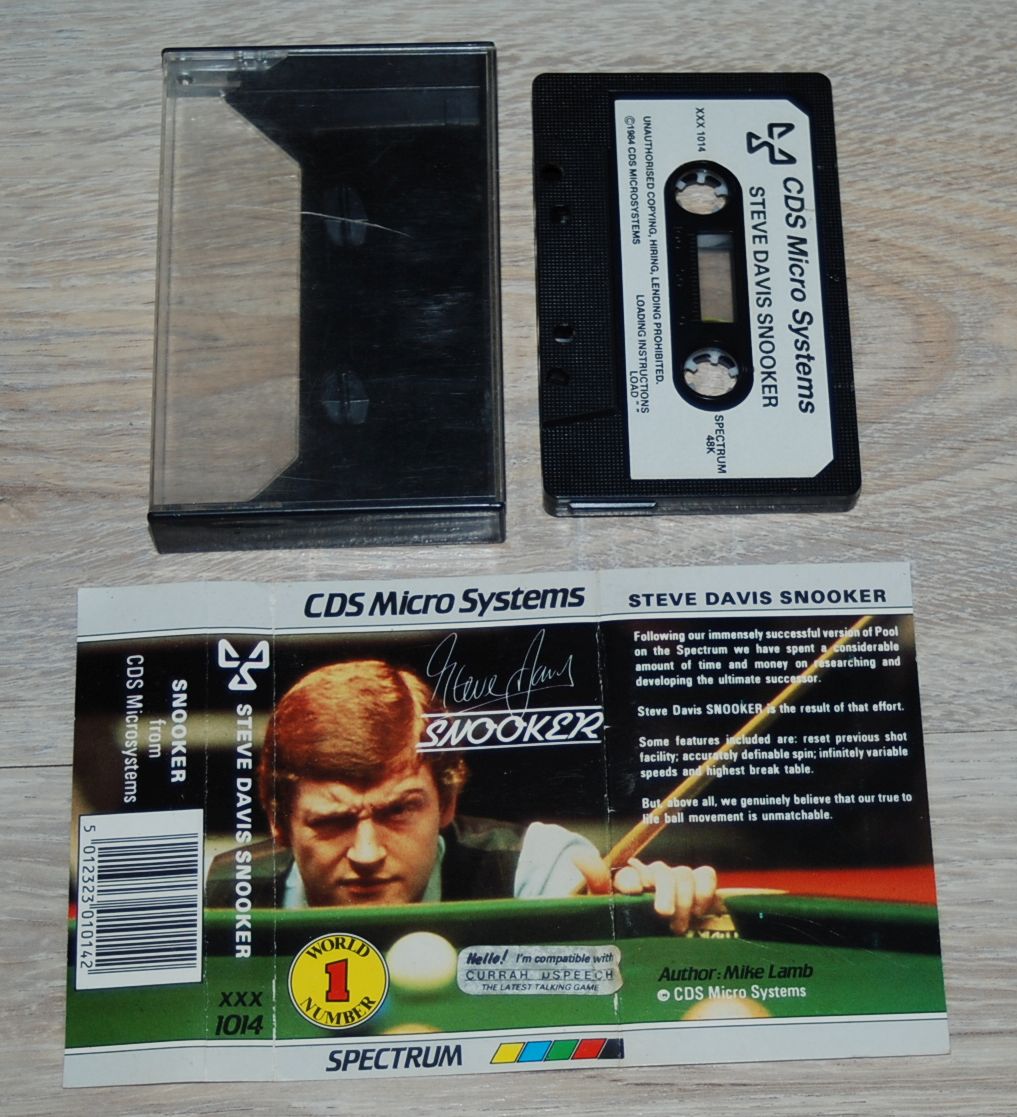 CDS Micro Systems
STEVE DAVIS SNOOKER
XXX 1014
SPECTRUM
48K
UNAUTHORISED COPYING, HIRING, LENDING PROHIBITED.
©1984 CDS MICROSYSTEMS
LOADING INSTRUCTIONS
LOAD " "
SNOOKER
from
CDS Microsystems
5 012323 010142
STEVE DAVIS SNOOKER
XXX
1014
CDS Micro Systems
Steve Davis
SNOOKER
WORLD
1
NUMBER
Hello! I'm compatible with
CURRAH µSPEECH
THE LATEST TALKING GAME
SPECTRUM
STEVE DAVIS SNOOKER
Following our immensely successful version of Pool
on the Spectrum we have spent a considerable
amount of time and money on researching and
developing the ultimate successor.
Steve Davis SNOOKER is the result of that effort.
Some features included are: reset previous shot
facility; accurately definable spin; infinitely variable
speeds and highest break table.
But, above all, we genuinely believe that our true to
life ball movement is unmatchable.
Author: Mike Lamb
© CDS Micro Systems